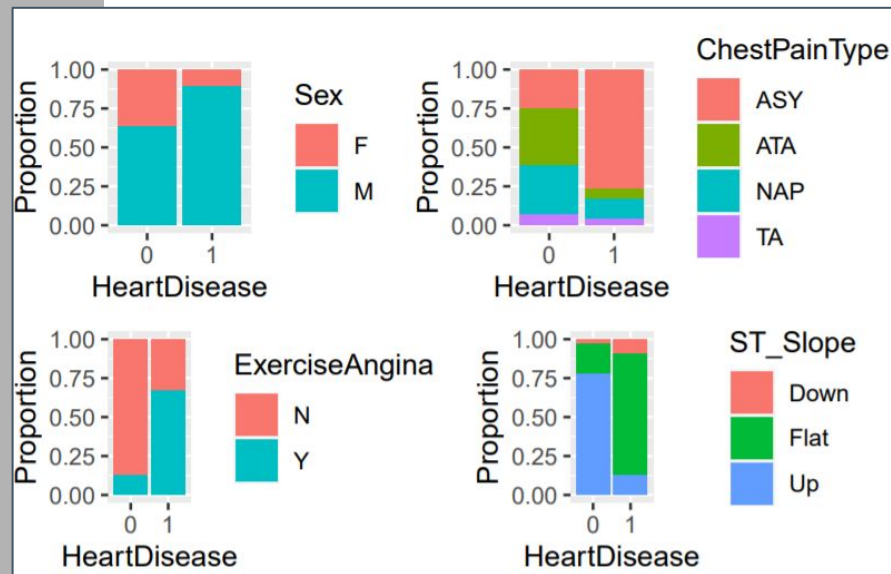 Proportion
1.00
0.75
0.50
0.25
0.00
0 1
HeartDisease
Sex
F
M
Proportion
1.00
0.75
0.50
0.25
0.00
0 1
HeartDisease
ChestPainType
ASY
ATA
NAP
TA
Proportion
1.00
0.75
0.50
0.25
0.00
0 1
HeartDisease
ExerciseAngina
N
Y
Proportion
1.00
0.75
0.50
0.25
0.00
0 1
HeartDisease
ST_Slope
Down
Flat
Up